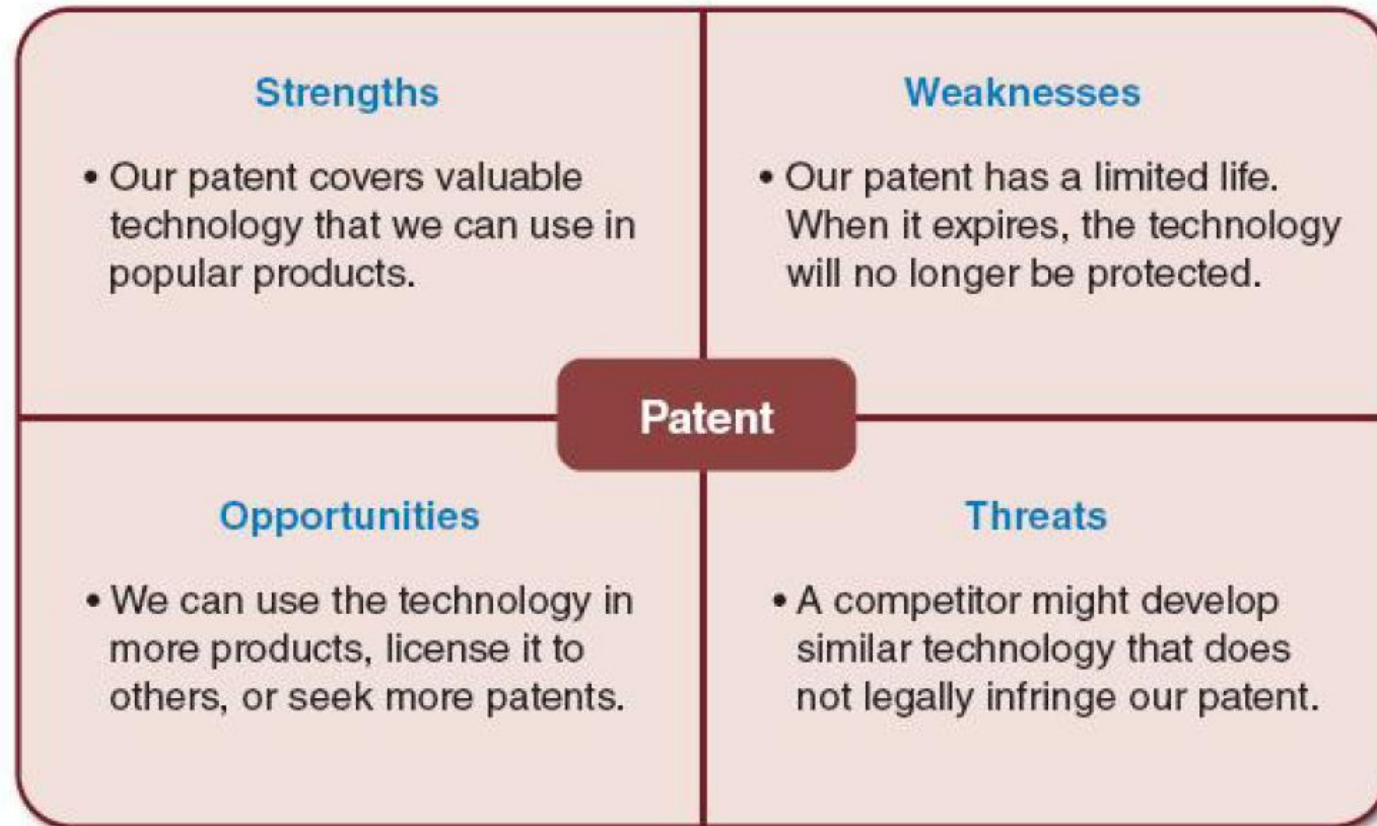 Strengths
• Our patent covers valuable
technology that we can use in
popular products.
Weaknesses
• Our patent has a limited life.
When it expires, the technology
will no longer be protected.
Patent
Opportunities
• We can use the technology in
more products, license it to
others, or seek more patents.
Threats
• A competitor might develop
similar technology that does
not legally infringe our patent.